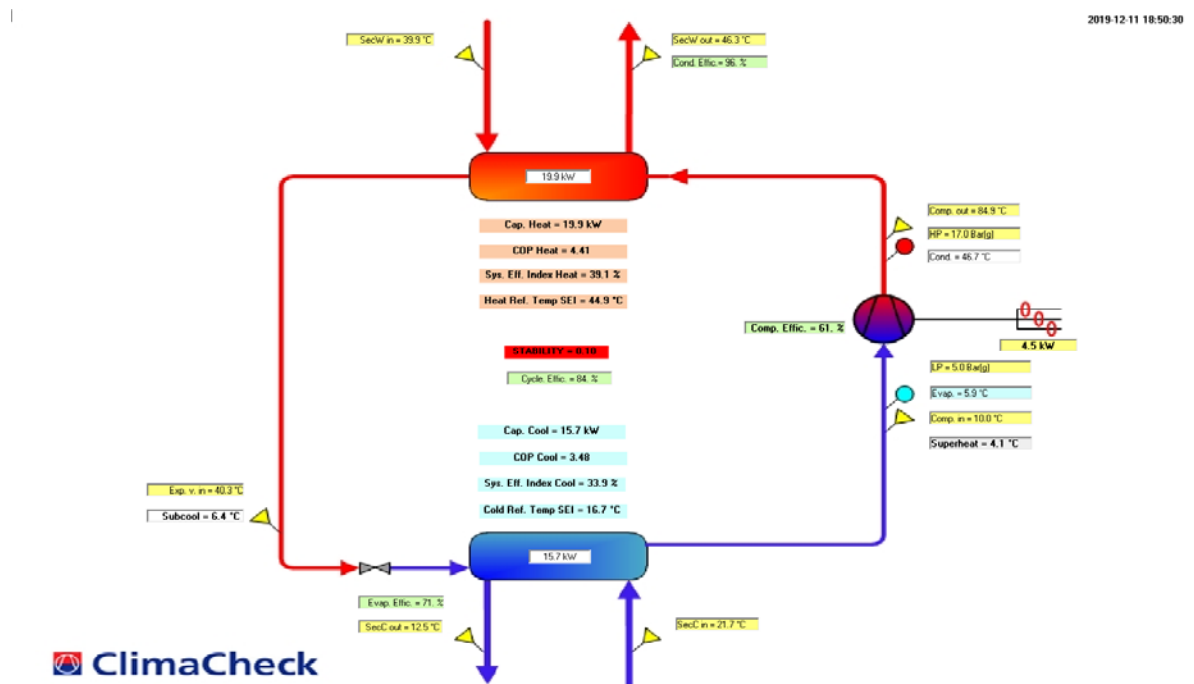 2019-12-11 18:50:30
SecW in = 39.9 °C
SecW out = 46.3 °C
Cond. Effic.= 96. %
19.9 kW
Comp. out = 84.9 °C
HP = 17.0 Bar(g)
Cond. = 46.7 °C
Cap. Heat = 19.9 kW
COP Heat = 4.41
Sys. Eff. Index Heat = 39.1 %
Heat Ref. Temp SEI = 44.9 °C
Comp. Effic. = 61. %
4.5 kW
STABILITY = 0.10
Cycle. Effic. = 84. %
LP = 5.0 Bar(g)
Evap. = 5.9 °C
Comp. in = 10.0 °C
Superheat = 4.1 °C
Cap. Cool = 15.7 kW
COP Cool = 3.48
Sys. Eff. Index Cool = 33.9 %
Cold Ref. Temp SEI = 16.7 °C
Exp. v. in = 40.3 °C
Subcool = 6.4 °C
15.7 kW
Evap. Effic. = 71. %
SecC out = 12.5 °C
SecC in = 21.7 °C
ClimaCheck